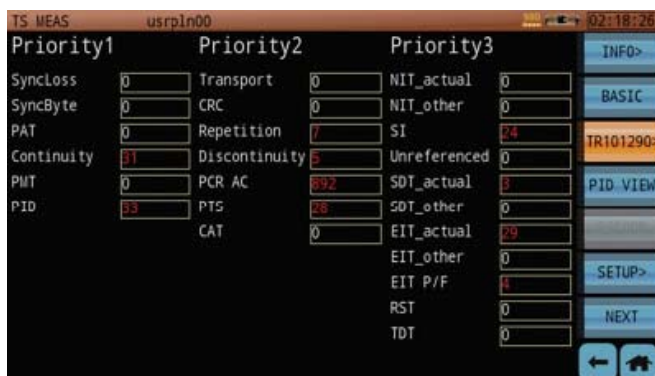 TS MEAS usrpln00 02:18:26
Priority1 Priority2 Priority3
SyncLoss 0 Transport 0 NIT_actual 0
SyncByte 0 CRC 0 NIT_other 0
PAT 0 Repetition 7 SI 24
Continuity 31 Discontinuity 5 Unreferenced 0
PMT 0 PCR AC 892 SDT_actual 3
PID 33 PTS 28 SDT_other 0
CAT 0 EIT_actual 29
EIT_other 0
EIT P/F 4
RST 0
TDT 0
INFO>
BASIC
TR101290>
PID VIEW
SETUP>
NEXT